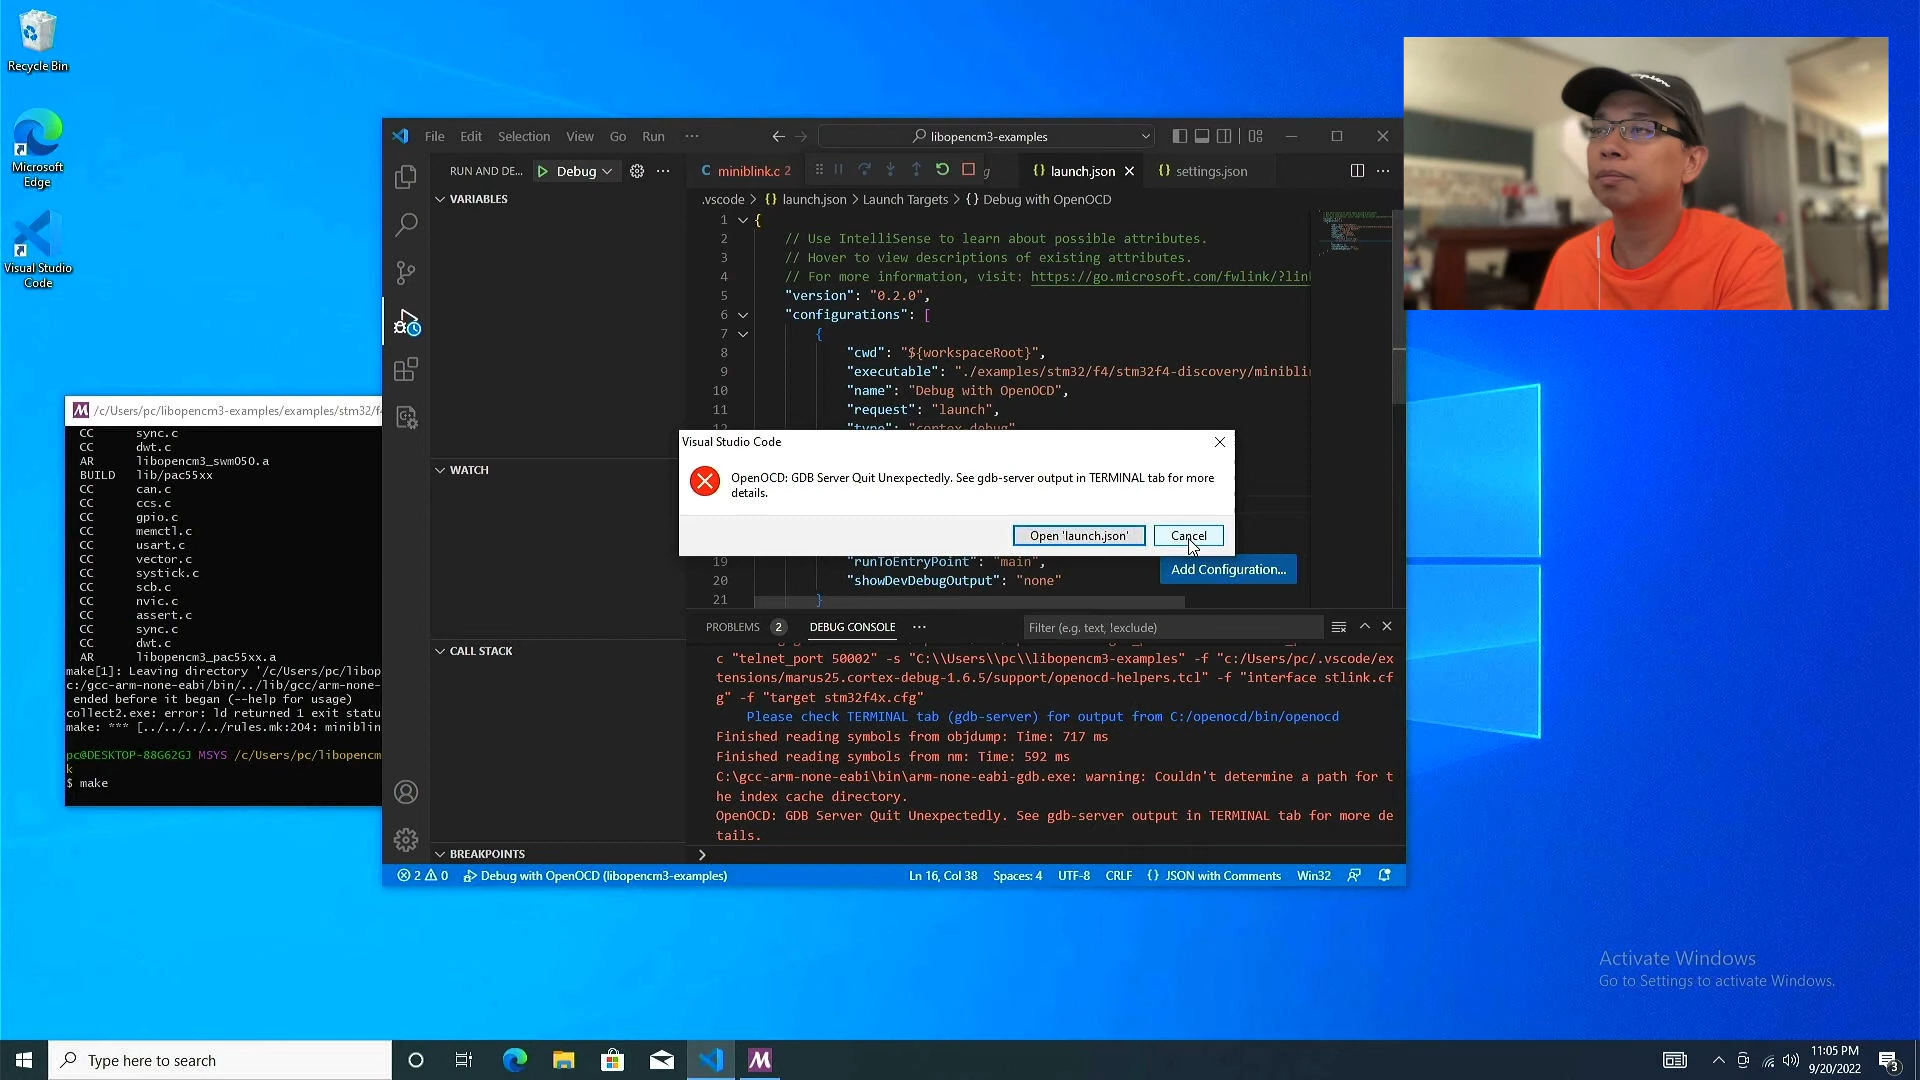 Recycle Bin
Microsoft
Edge
Visual Studio
Code
/c/Users/pc/libopencm3-examples/examples/stm32/f4
CC sync.c
CC dwt.c
AR libopencm3_swm050.a
BUILD lib/pac55xx
CC can.c
CC ccs.c
CC gpio.c
CC memctl.c
CC usart.c
CC vector.c
CC systick.c
CC scb.c
CC nvic.c
CC assert.c
CC sync.c
CC dwt.c
AR libopencm3_pac55xx.a
make[1]: Leaving directory '/c/Users/pc/libop
c:/gcc-arm-none-eabi/bin/../lib/gcc/arm-none-
ended before it began (--help for usage)
collect2.exe: error: ld returned 1 exit statu
make: *** [../../../../rules.mk:204: miniblin
pc@DESKTOP-88G62GJ MSYS /c/Users/pc/libopencm
k
$ make
File Edit Selection View Go Run ···
libopencm3-examples
RUN AND DE... Debug
VARIABLES
WATCH
CALL STACK
BREAKPOINTS
C miniblink.c 2
g
{} launch.json
{} settings.json
.vscode > {} launch.json > Launch Targets > {} Debug with OpenOCD
1 {
2 // Use IntelliSense to learn about possible attributes.
3 // Hover to view descriptions of existing attributes.
4 // For more information, visit: https://go.microsoft.com/fwlink/?link
5 "version": "0.2.0",
6 "configurations": [
7 {
8 "cwd": "${workspaceRoot}",
9 "executable": "./examples/stm32/f4/stm32f4-discovery/miniblin
10 "name": "Debug with OpenOCD",
11 "request": "launch",
12 "type": "cortex-debug",
Visual Studio Code
OpenOCD: GDB Server Quit Unexpectedly. See gdb-server output in TERMINAL tab for more
details.
Open 'launch.json'
Cancel
19 "runToEntryPoint": "main",
20 "showDevDebugOutput": "none"
21 }
Add Configuration...
PROBLEMS 2 DEBUG CONSOLE ···
Filter (e.g. text, !exclude)
c "telnet_port 50002" -s "C:\\Users\\pc\\libopencm3-examples" -f "c:/Users/pc/.vscode/ex
tensions/marus25.cortex-debug-1.6.5/support/openocd-helpers.tcl" -f "interface stlink.cf
g" -f "target stm32f4x.cfg"
Please check TERMINAL tab (gdb-server) for output from C:/openocd/bin/openocd
Finished reading symbols from objdump: Time: 717 ms
Finished reading symbols from nm: Time: 592 ms
C:\gcc-arm-none-eabi\bin\arm-none-eabi-gdb.exe: warning: Couldn't determine a path for t
he index cache directory.
OpenOCD: GDB Server Quit Unexpectedly. See gdb-server output in TERMINAL tab for more de
tails.
2 0 Debug with OpenOCD (libopencm3-examples)
Ln 16, Col 38 Spaces: 4 UTF-8 CRLF {} JSON with Comments Win32
Activate Windows
Go to Settings to activate Windows.
Type here to search
11:05 PM
9/20/2022
3